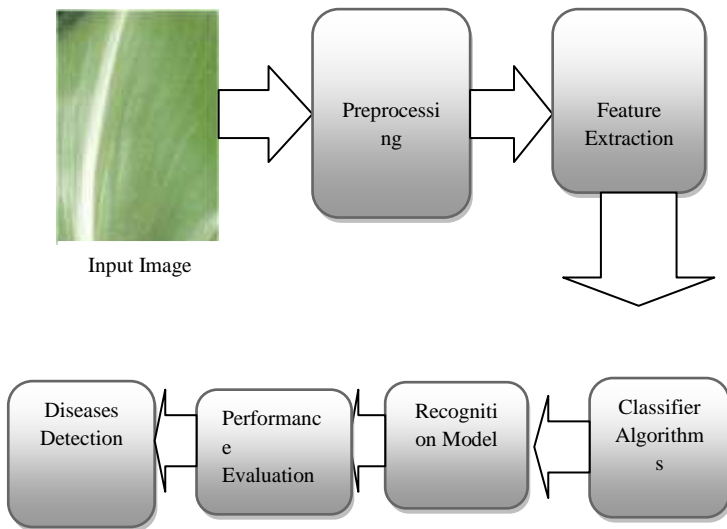 Preprocessi
ng
Feature
Extraction
Input Image
Classifier
Algorithm
s
Recogniti
on Model
Performanc
e
Evaluation
Diseases
Detection